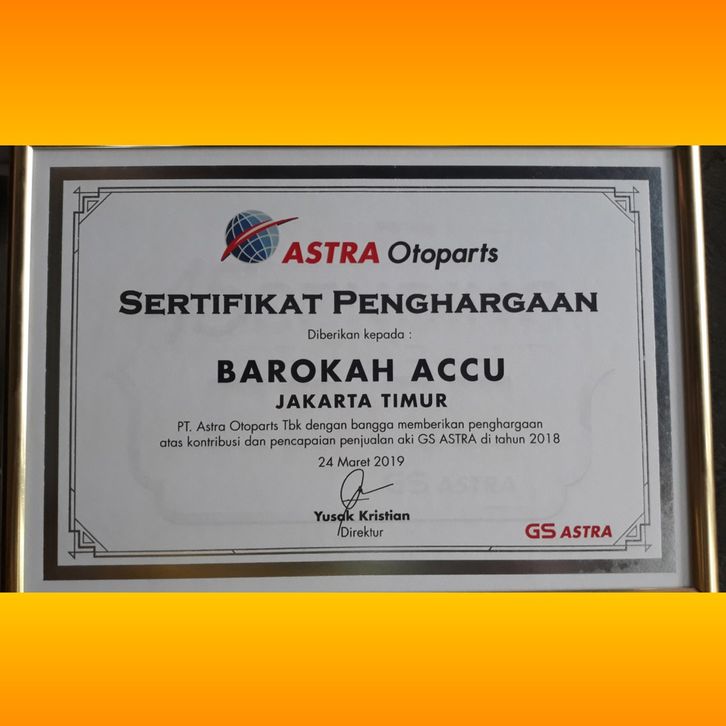 ASTRA Otoparts
SERTIFIKAT PENGHARGAAN
Diberikan kepada :
BAROKAH ACCU
JAKARTA TIMUR
PT. Astra Otoparts Tbk dengan bangga memberikan penghargaan
atas kontribusi dan pencapaian penjualan aki GS ASTRA di tahun 2018
24 Maret 2019
Yusak Kristian
Direktur
GS ASTRA